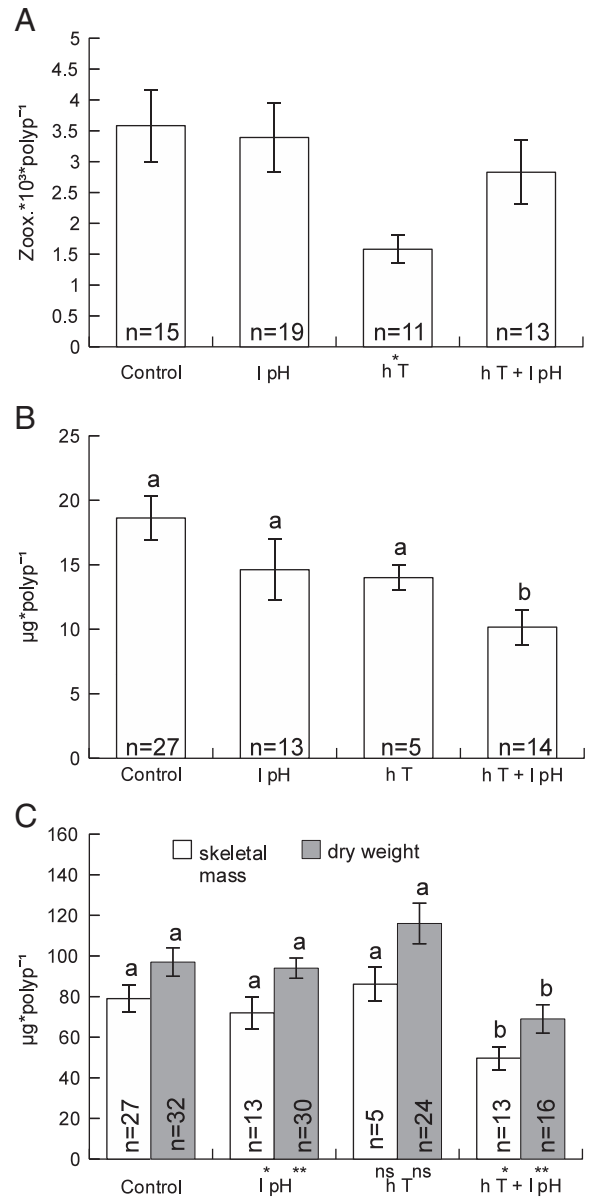 A
5
4.5
4
3.5
3
2.5
2
1.5
1
0.5
0
Zoox.*10³*polyp⁻¹
n=15 n=19 n=11 n=13
*
Control l pH h T h T + l pH
B
25
20
15
10
5
0
µg*polyp⁻¹
a a a b
n=27 n=13 n=5 n=14
Control l pH h T h T + l pH
C
160
140
120
100
80
60
40
20
0
µg*polyp⁻¹
skeletal mass
dry weight
a a a a a a b b
n=27 n=32 n=13 n=30 n=5 n=24 n=13 n=16
* ** ns ns * **
Control l pH h T h T + l pH